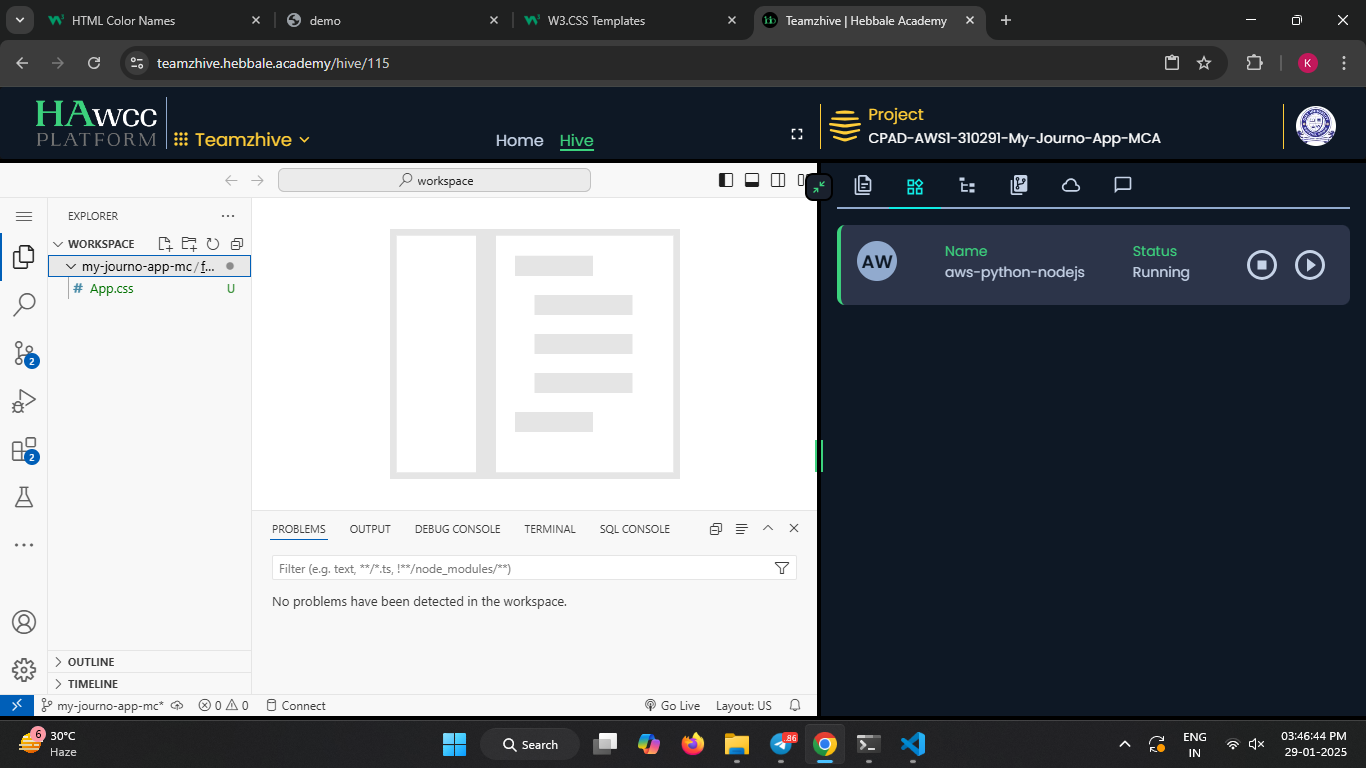 HTML Color Names
demo
W3.CSS Templates
Teamzhive | Hebbale Academy
teamzhive.hebbale.academy/hive/115
K
HAwcc
PLATFORM
Teamzhive
Home
Hive
Project
CPAD-AWS1-310291-My-Journo-App-MCA
workspace
EXPLORER
WORKSPACE
my-journo-app-mc / f...
# App.css U
2
2
AW
Name
aws-python-nodejs
Status
Running
PROBLEMS OUTPUT DEBUG CONSOLE TERMINAL SQL CONSOLE
Filter (e.g. text, **/*.ts, !**/node_modules/**)
No problems have been detected in the workspace.
OUTLINE
TIMELINE
my-journo-app-mc* 0 0 Connect Go Live Layout: US
6
30°C
Haze
Search
.86
ENG
IN
03:46:44 PM
29-01-2025